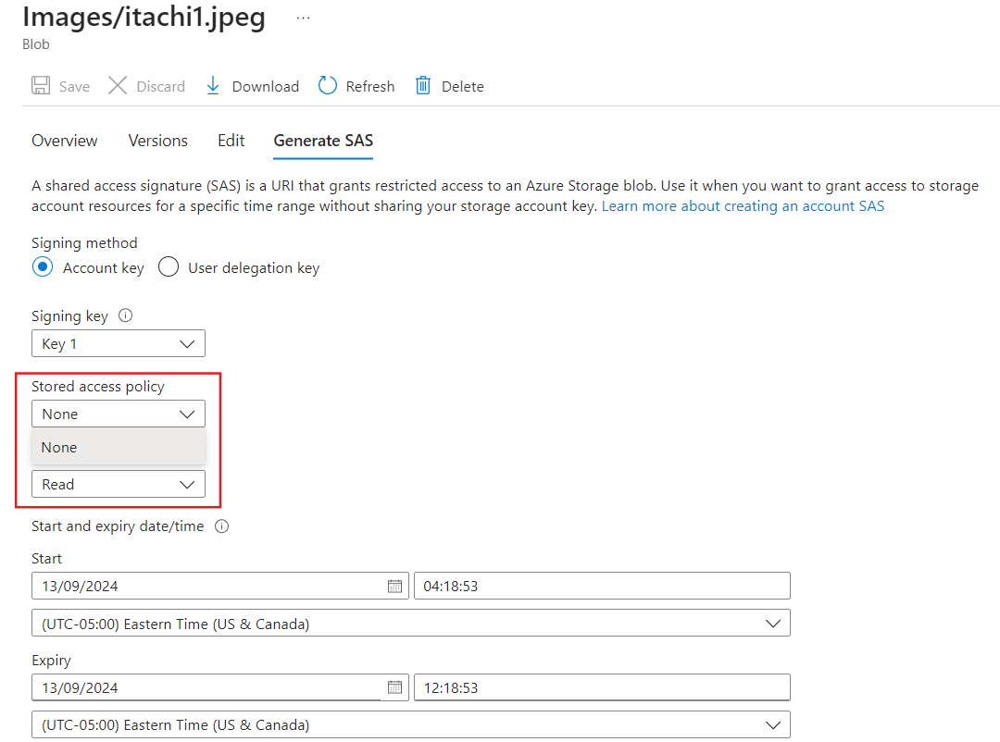 Images/itachi1.jpeg ...
Blob
Save Discard Download Refresh Delete
Overview Versions Edit Generate SAS
A shared access signature (SAS) is a URI that grants restricted access to an Azure Storage blob. Use it when you want to grant access to storage
account resources for a specific time range without sharing your storage account key. Learn more about creating an account SAS
Signing method
Account key User delegation key
Signing key
Key 1
Stored access policy
None
None
Read
Start and expiry date/time
Start
13/09/2024 04:18:53
(UTC-05:00) Eastern Time (US & Canada)
Expiry
13/09/2024 12:18:53
(UTC-05:00) Eastern Time (US & Canada)